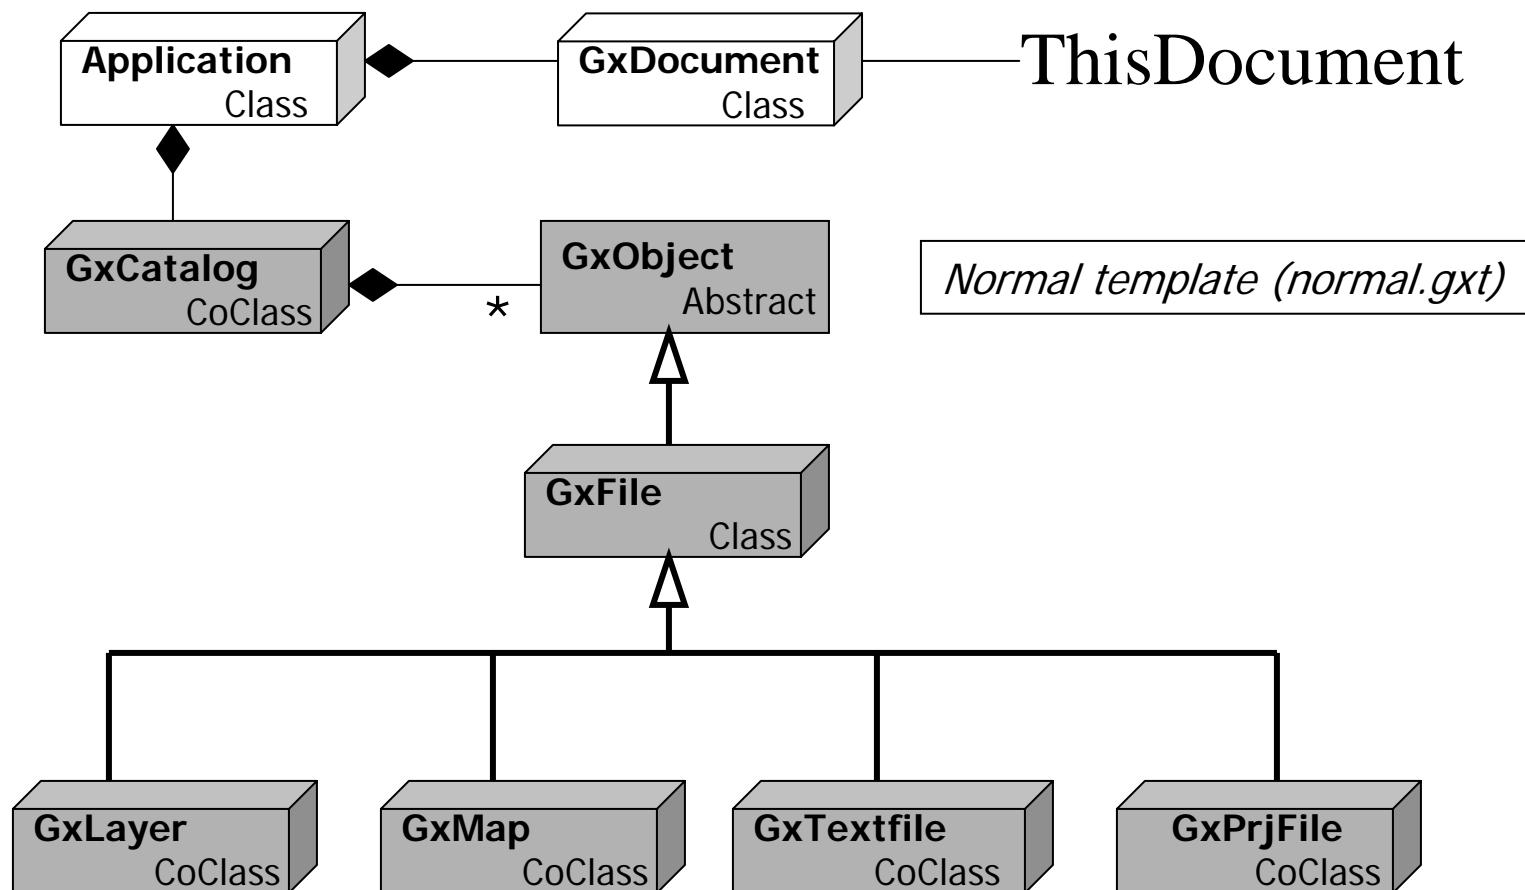 Application
Class
GxDocument
Class
ThisDocument
GxCatalog
CoClass
*
GxObject
Abstract
Normal template (normal.gxt)
GxFile
Class
GxLayer
CoClass
GxMap
CoClass
GxTextfile
CoClass
GxPrjFile
CoClass